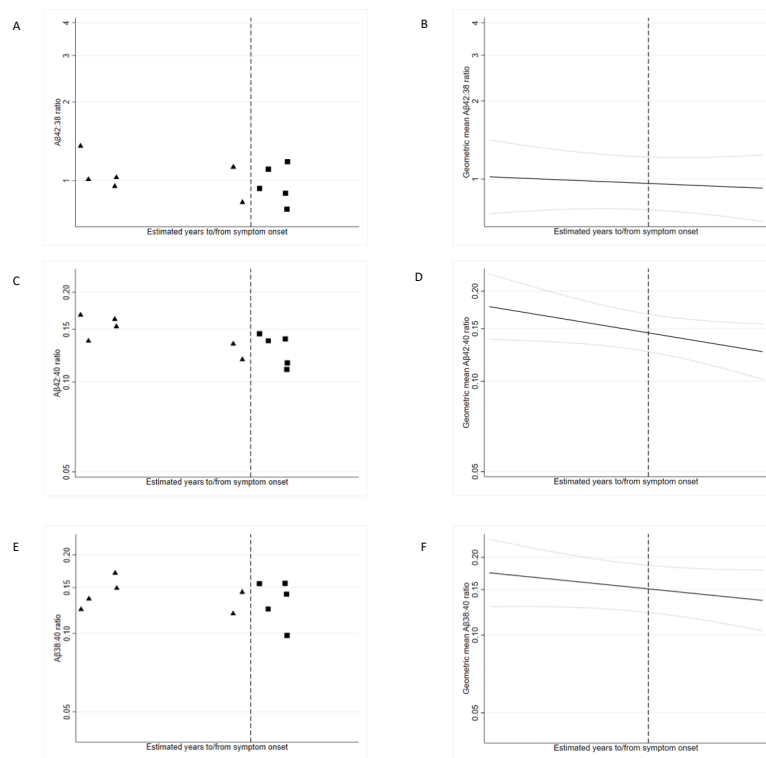 A
Aβ42:38 ratio
4
3
2
1
Estimated years to/from symptom onset
B
Geometric mean Aβ42:38 ratio
4
3
2
1
Estimated years to/from symptom onset
C
Aβ42:40 ratio
0.20
0.15
0.10
0.05
Estimated years to/from symptom onset
D
Geometric mean Aβ42:40 ratio
0.20
0.15
0.10
0.05
Estimated years to/from symptom onset
E
Aβ38:40 ratio
0.20
0.15
0.10
0.05
Estimated years to/from symptom onset
F
Geometric mean Aβ38:40 ratio
0.20
0.15
0.10
0.05
Estimated years to/from symptom onset